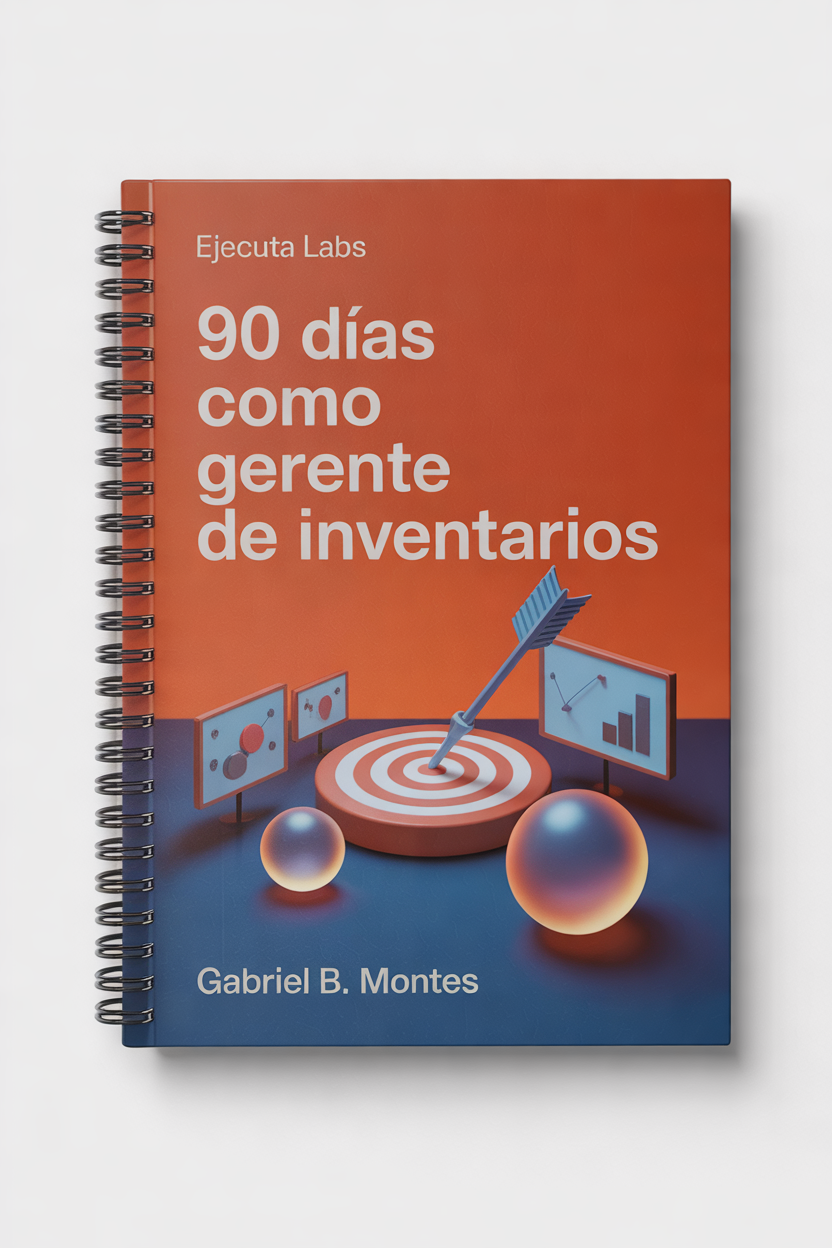 Ejecuta Labs
90 días
como
gerente
de inventarios
Gabriel B. Montes